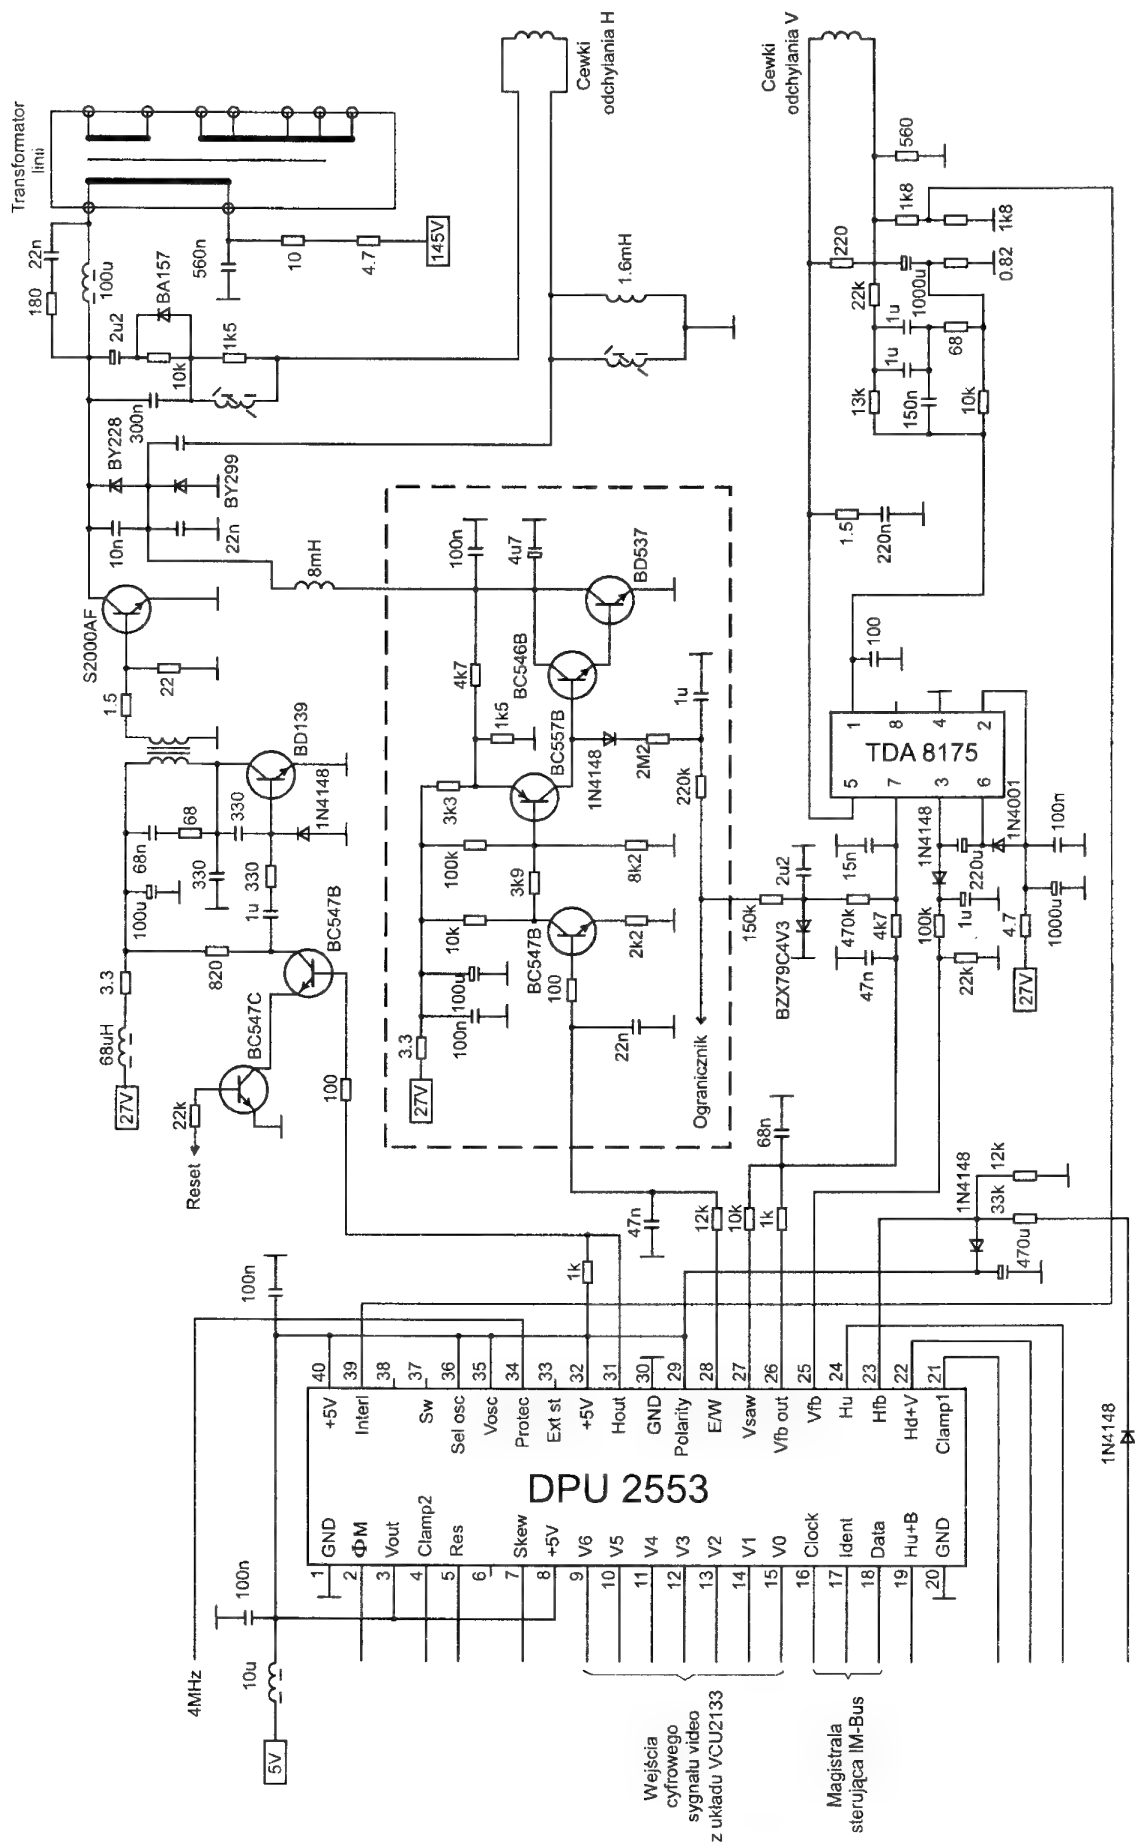 Transformator
linii
22n
180
100u
BA157
2u2
10k
1k5
300n
560n
10
4.7
145V
Cewki
odchylania H
1.6mH
BY228
BY299
10n
22n
8mH
S2000AF
1.5
22
BD139
1N4148
68n
68
330
330
330
100u
1u
BC547B
820
3.3
68uH
27V
BC547C
22k
Reset
100
100n
4u7
BD537
4k7
BC546B
1k5
BC557B
1N4148
2M2
1u
220k
3k3
100k
3k9
8k2
10k
BC547B
2k2
100u
100n
100
3.3
27V
22n
Ogranicznik
Cewki
odchylania V
560
1k8
1k8
220
0.82
22k
1u
1000u
1u
68
13k
150n
10k
1.5
220n
100
TDA 8175
1
8
4
2
5
7
3
6
15n
1N4148
220u
1N4001
100n
2u2
150k
470k
4k7
BZX79C4V3
47n
100k
1u
22k
4.7
1000u
27V
68n
47n
12k
10k
1k
1N4148
12k
33k
470u
1k
100n
40
39
38
37
36
35
34
33
32
31
30
29
28
27
26
25
24
23
22
21
+5V
Interl
Sw
Sel osc
Vosc
Protec
Ext st
+5V
Hout
GND
Polarity
E/W
Vsaw
Vfb out
Vfb
Hu
Hfb
Hd+V
Clamp1
DPU 2553
GND
ΦM
Vout
Clamp2
Res
Skew
+5V
V6
V5
V4
V3
V2
V1
V0
Clock
Ident
Data
Hu+B
GND
1
2
3
4
5
6
7
8
9
10
11
12
13
14
15
16
17
18
19
20
1N4148
100n
4MHz
10u
5V
Wejścia
cyfrowego
sygnału video
z układu VCU2133
Magistrala
sterująca IM-Bus